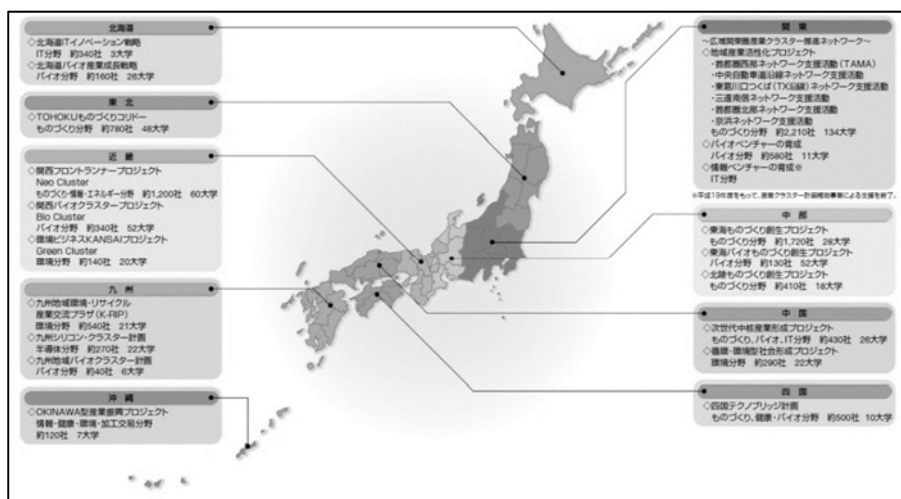 北海道
◇北海道ITイノベーション戦略
IT分野 約340社 3大学
◇北海道バイオ産業成長戦略
バイオ分野 約160社 26大学
東北
◇TOHOKUものづくりコリドー
ものづくり分野 約780社 48大学
近畿
◇関西フロントランナープロジェクト
Neo Cluster
ものづくり・情報・エネルギー分野 約1,200社 60大学
◇関西バイオクラスタープロジェクト
Bio Cluster
バイオ分野 約340社 52大学
◇環境ビジネスKANSAIプロジェクト
Green Cluster
環境分野 約140社 20大学
九州
◇九州地域環境・リサイクル
産業交流プラザ(K-RIP)
環境分野 約540社 21大学
◇九州シリコン・クラスター計画
半導体分野 約270社 22大学
◇九州地域バイオクラスター計画
バイオ分野 約40社 6大学
沖縄
◇OKINAWA型産業振興プロジェクト
情報・健康・環境・加工交易分野
約120社 7大学
関東
～広域関東圏産業クラスター推進ネットワーク～
◇地域産業活性化プロジェクト
・首都圏西部ネットワーク支援活動(TAMA)
・中央自動車道沿線ネットワーク支援活動
・東葛川口つくば(TX沿線)ネットワーク支援活動
・三遠南信ネットワーク支援活動
・首都圏北部ネットワーク支援活動
・京浜ネットワーク支援活動
ものづくり分野 約2,210社 134大学
◇バイオベンチャーの育成
バイオ分野 約580社 11大学
◇情報ベンチャーの育成※
IT分野
※平成19年度をもって、産業クラスター計画補助事業による支援を終了。
中部
◇東海ものづくり創生プロジェクト
ものづくり分野 約1,720社 28大学
◇東海バイオものづくり創生プロジェクト
バイオ分野 約130社 52大学
◇北陸ものづくり創生プロジェクト
ものづくり分野 約410社 18大学
中国
◇次世代中核産業形成プロジェクト
ものづくり、バイオ、IT分野 約430社 26大学
◇循環・環境型社会形成プロジェクト
環境分野 約290社 22大学
四国
◇四国テクノブリッジ計画
ものづくり、健康・バイオ分野 約500社 10大学